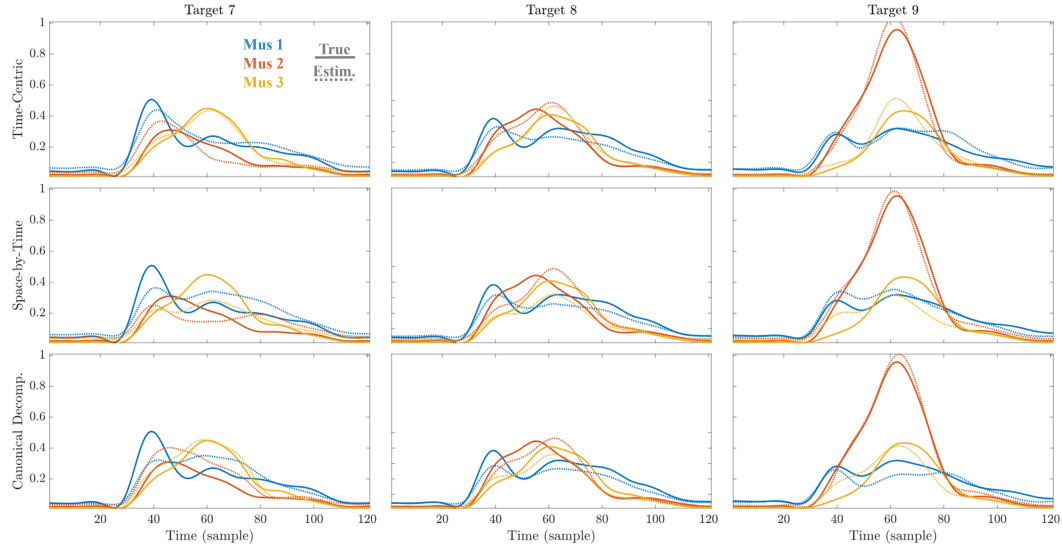 Target 7 Target 8 Target 9
Time-Centric
1
0.8
0.6
0.4
0.2
Mus 1 True
Mus 2 Estim.
Mus 3
Space-by-Time
1
0.8
0.6
0.4
0.2
Canonical Decomp.
1
0.8
0.6
0.4
0.2
20 40 60 80 100 120 20 40 60 80 100 120 20 40 60 80 100 120
Time (sample) Time (sample) Time (sample)